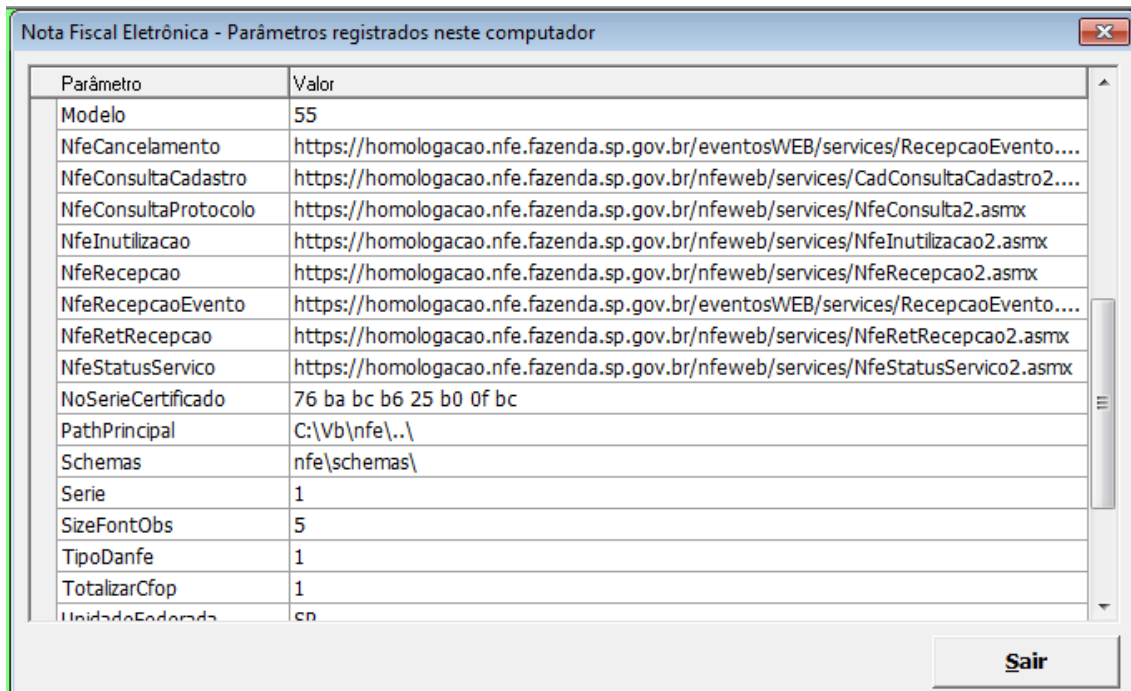 Nota Fiscal Eletrônica - Parâmetros registrados neste computador
Parâmetro Valor
Modelo 55
NfeCancelamento https://homologacao.nfe.fazenda.sp.gov.br/eventosWEB/services/RecepcaoEvento....
NfeConsultaCadastro https://homologacao.nfe.fazenda.sp.gov.br/nfeweb/services/CadConsultaCadastro2....
NfeConsultaProtocolo https://homologacao.nfe.fazenda.sp.gov.br/nfeweb/services/NfeConsulta2.asmx
NfeInutilizacao https://homologacao.nfe.fazenda.sp.gov.br/nfeweb/services/NfeInutilizacao2.asmx
NfeRecepcao https://homologacao.nfe.fazenda.sp.gov.br/nfeweb/services/NfeRecepcao2.asmx
NfeRecepcaoEvento https://homologacao.nfe.fazenda.sp.gov.br/eventosWEB/services/RecepcaoEvento....
NfeRetRecepcao https://homologacao.nfe.fazenda.sp.gov.br/nfeweb/services/NfeRetRecepcao2.asmx
NfeStatusServico https://homologacao.nfe.fazenda.sp.gov.br/nfeweb/services/NfeStatusServico2.asmx
NoSerieCertificado 76 ba bc b6 25 b0 0f bc
PathPrincipal C:\Vb\nfe\..\
Schemas nfe\schemas\
Serie 1
SizeFontObs 5
TipoDanfe 1
TotalizarCfop 1
UnidadeFederada SP
Sair